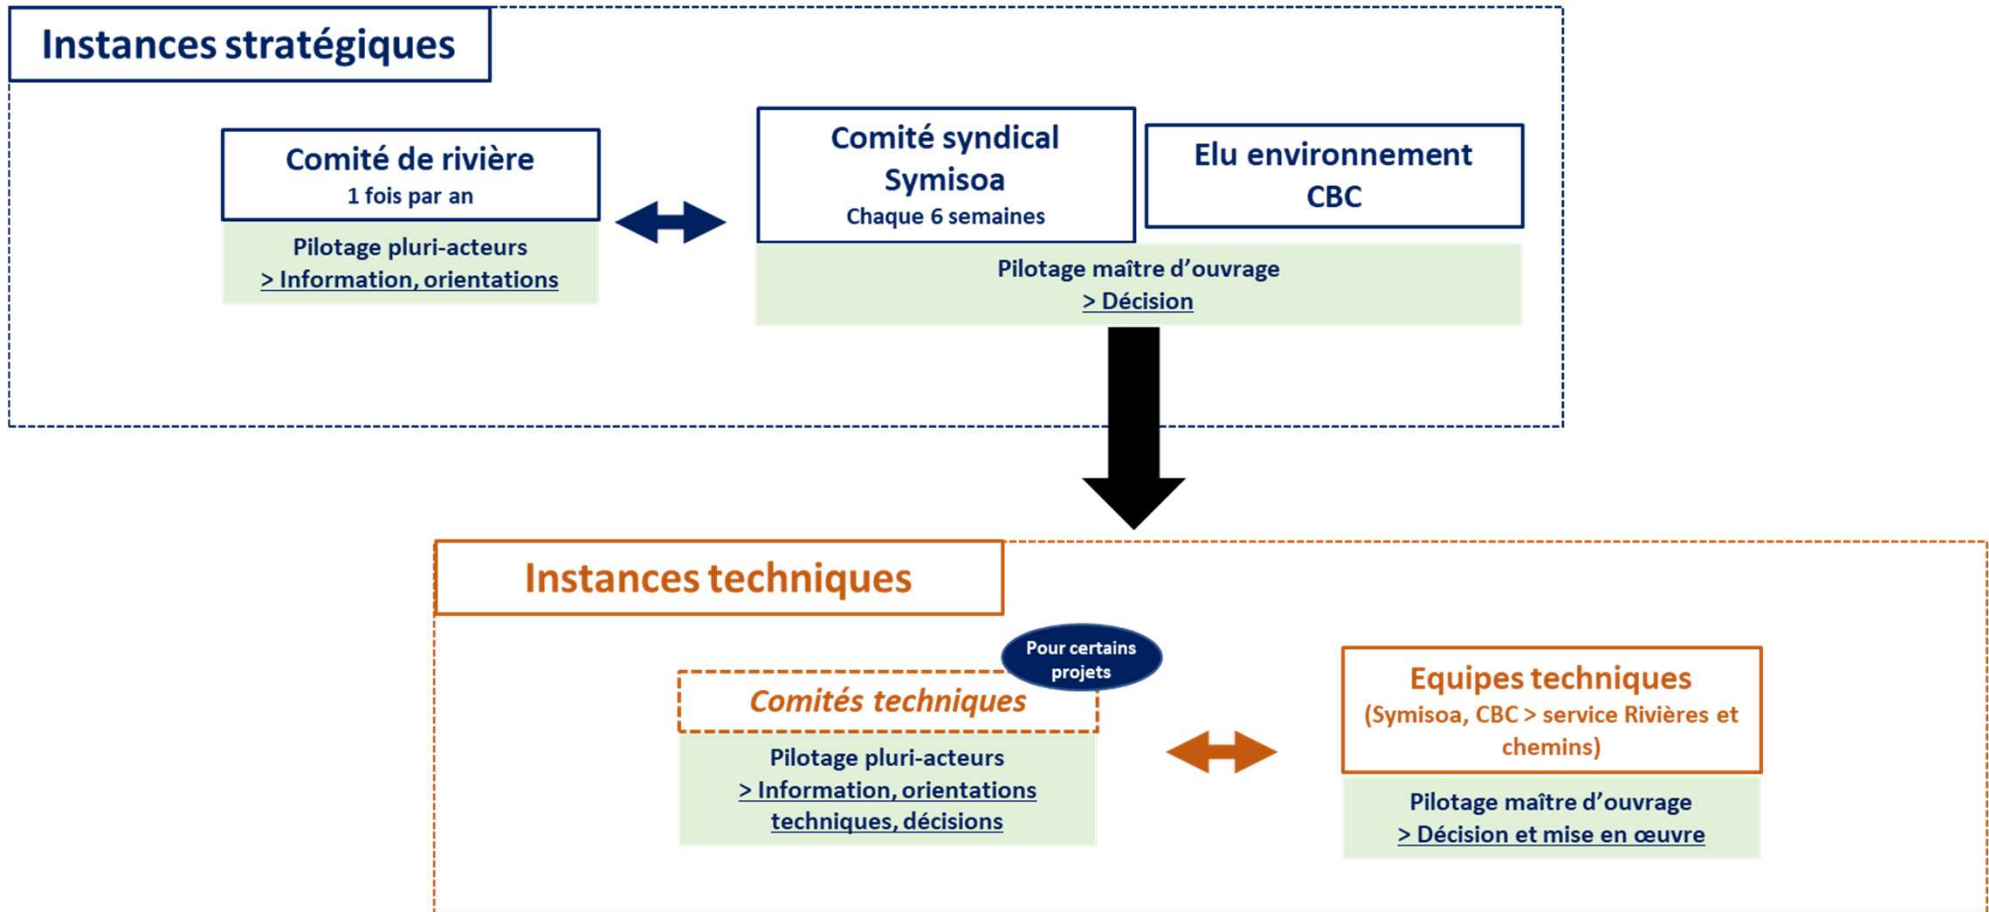 Instances stratégiques
Comité de rivière
1 fois par an
Pilotage pluri-acteurs
> Information, orientations
Comité syndical
Symisoa
Chaque 6 semaines
Elu environnement
CBC
Pilotage maître d’ouvrage
> Décision
Instances techniques
Pour certains
projets
Comités techniques
Pilotage pluri-acteurs
> Information, orientations
techniques, décisions
Equipes techniques
(Symisoa, CBC > service Rivières et
chemins)
Pilotage maître d’ouvrage
> Décision et mise en œuvre